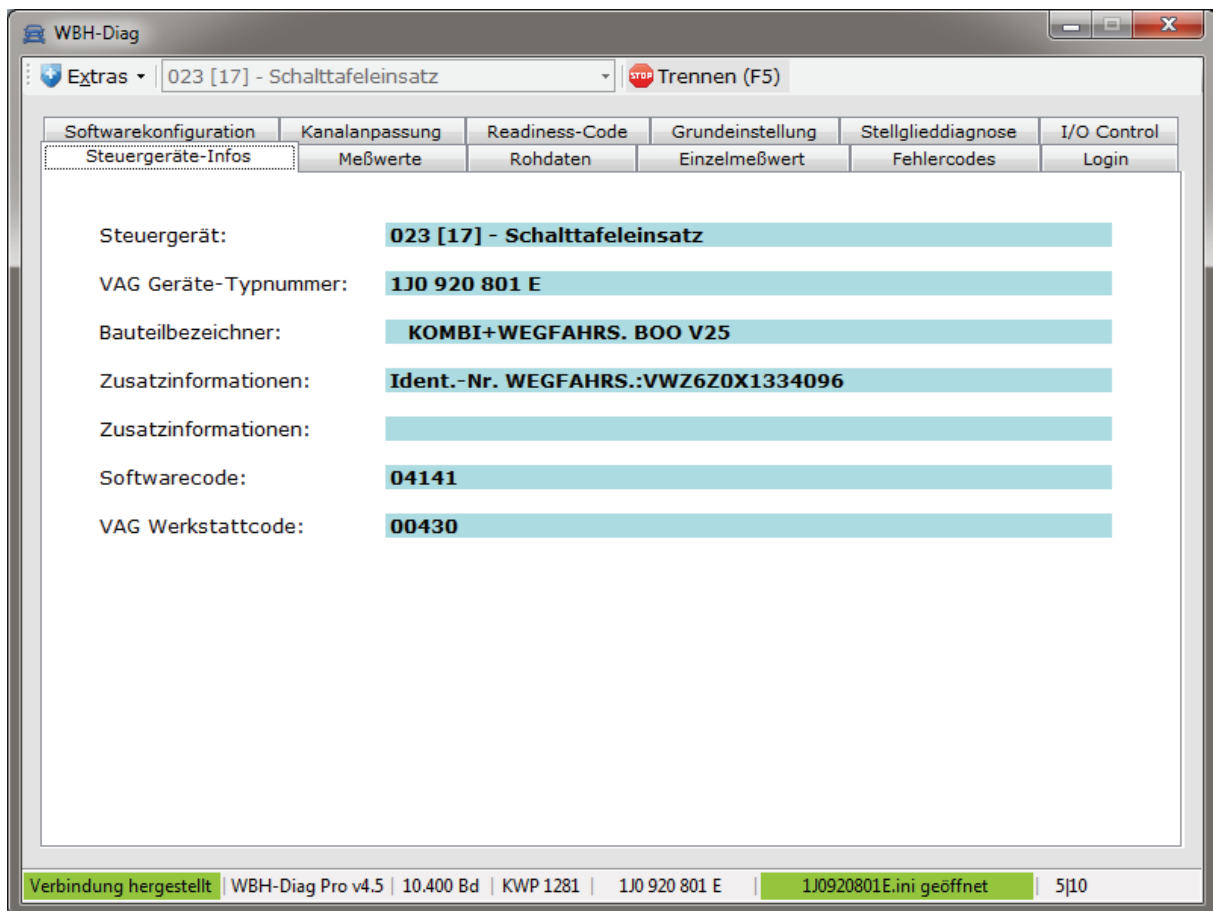 WBH-Diag
Extras 023 [17] - Schalttafeleinsatz STOP Trennen (F5)
Softwarekonfiguration Kanalanpassung Readiness-Code Grundeinstellung Stellglieddiagnose I/O Control
Steuergeräte-Infos Meßwerte Rohdaten Einzelmeßwert Fehlercodes Login
Steuergerät: 023 [17] - Schalttafeleinsatz
VAG Geräte-Typnummer: 1J0 920 801 E
Bauteilbezeichner: KOMBI+WEGFAHRS. BOO V25
Zusatzinformationen: Ident.-Nr. WEGFAHRS.:VWZ6Z0X1334096
Zusatzinformationen:
Softwarecode: 04141
VAG Werkstattcode: 00430
Verbindung hergestellt | WBH-Diag Pro v4.5 | 10.400 Bd | KWP 1281 | 1J0 920 801 E | 1J0920801E.ini geöffnet | 5|10